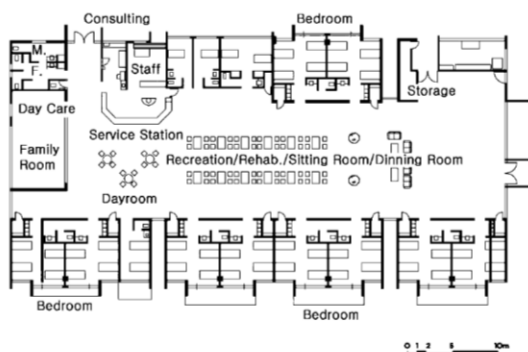 Consulting
Bedroom
M.
F.
Staff
Storage
Day Care
Service Station
Family
Room
Recreation/Rehab./Sitting Room/Dinning Room
Dayroom
Bedroom
Bedroom
0 1 2 5 10m